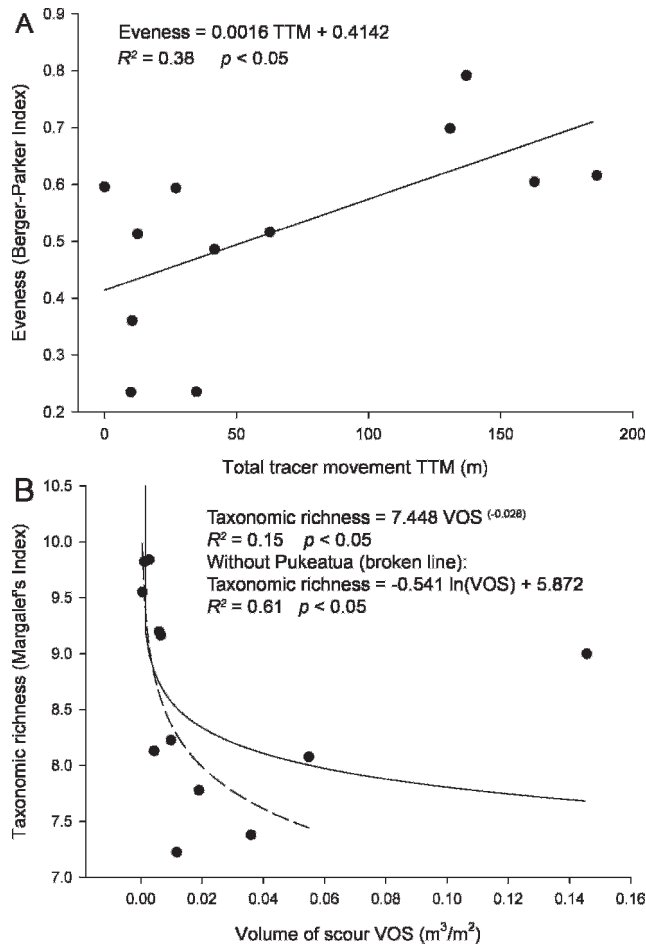 A
Eveness = 0.0016 TTM + 0.4142
R² = 0.38 p < 0.05
0.9
0.8
0.7
0.6
0.5
0.4
0.3
0.2
Eveness (Berger-Parker Index)
0 50 100 150 200
Total tracer movement TTM (m)
B
Taxonomic richness = 7.448 VOS (-0.028)
R² = 0.15 p < 0.05
Without Pukeatua (broken line):
Taxonomic richness = -0.541 ln(VOS) + 5.872
R² = 0.61 p < 0.05
10.5
10.0
9.5
9.0
8.5
8.0
7.5
7.0
Taxonomic richness (Margalef's Index)
0.00 0.02 0.04 0.06 0.08 0.10 0.12 0.14 0.16
Volume of scour VOS (m³/m²)